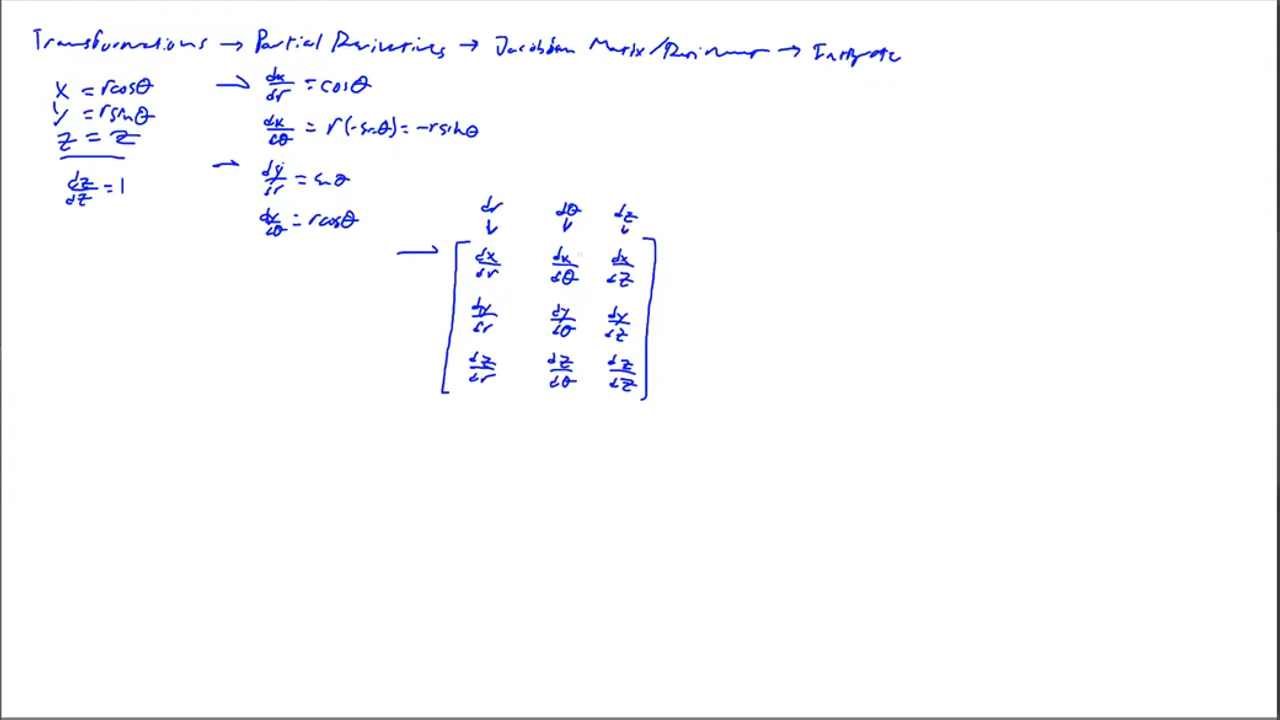 Transformations → Partial Derivatives → Jacobian Matrix/Determinant → Integrate
x = rcosθ → dx/dr = cosθ
y = rsinθ
z = z
dx/dθ = r(-sinθ) = -rsinθ
dz/dz = 1
→ dy/dr = sinθ
dy/dθ = rcosθ
dr dθ dz
↓ ↓ ↓
→ [ dx/dr dx/dθ dx/dz ]
[ dy/dr dy/dθ dy/dz ]
[ dz/dr dz/dθ dz/dz ]